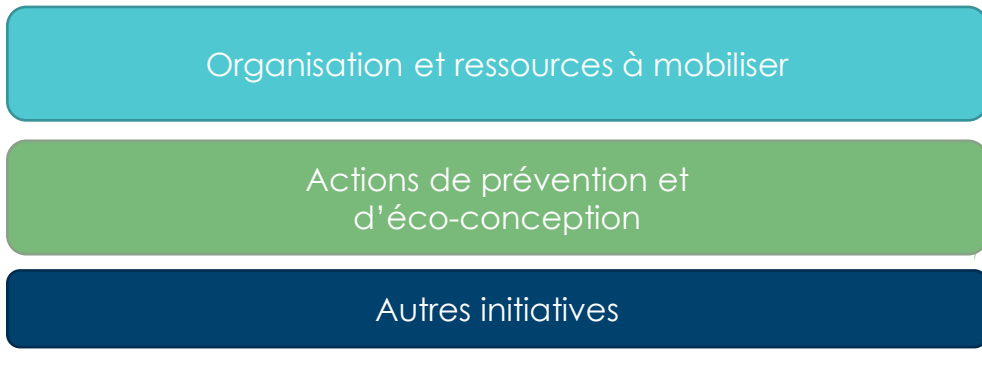 Organisation et ressources à mobiliser
Actions de prévention et
d’éco-conception
Autres initiatives